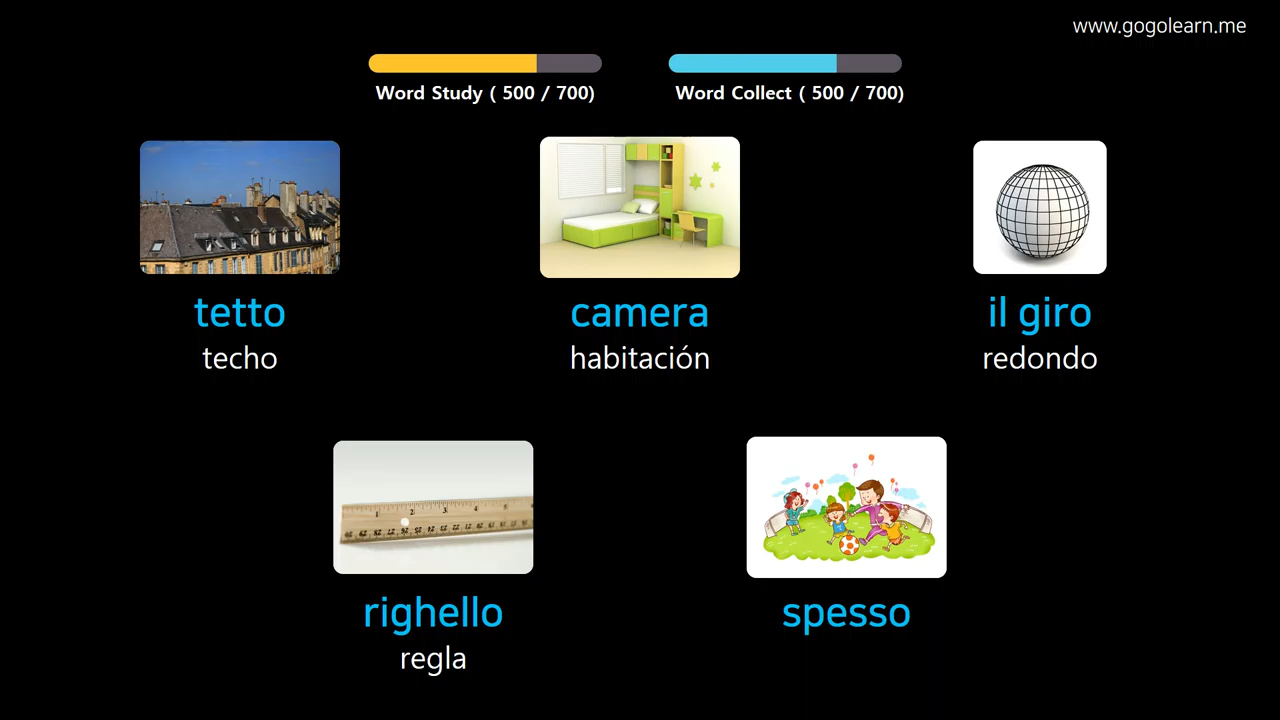 www.gogolearn.me
Word Study ( 500 / 700)
Word Collect ( 500 / 700)
tetto
techo
camera
habitación
il giro
redondo
righello
regla
spesso